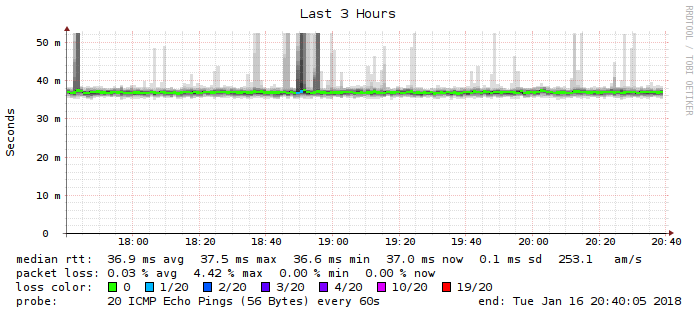 Last 3 Hours
RRDTOOL / TOBI OETIKER
Seconds
50 m
40 m
30 m
20 m
10 m
0
18:00 18:20 18:40 19:00 19:20 19:40 20:00 20:20 20:40
median rtt: 36.9 ms avg 37.5 ms max 36.6 ms min 37.0 ms now 0.1 ms sd 253.1 am/s
packet loss: 0.03 % avg 4.42 % max 0.00 % min 0.00 % now
loss color: 0 1/20 2/20 3/20 4/20 10/20 19/20
probe: 20 ICMP Echo Pings (56 Bytes) every 60s end: Tue Jan 16 20:40:05 2018